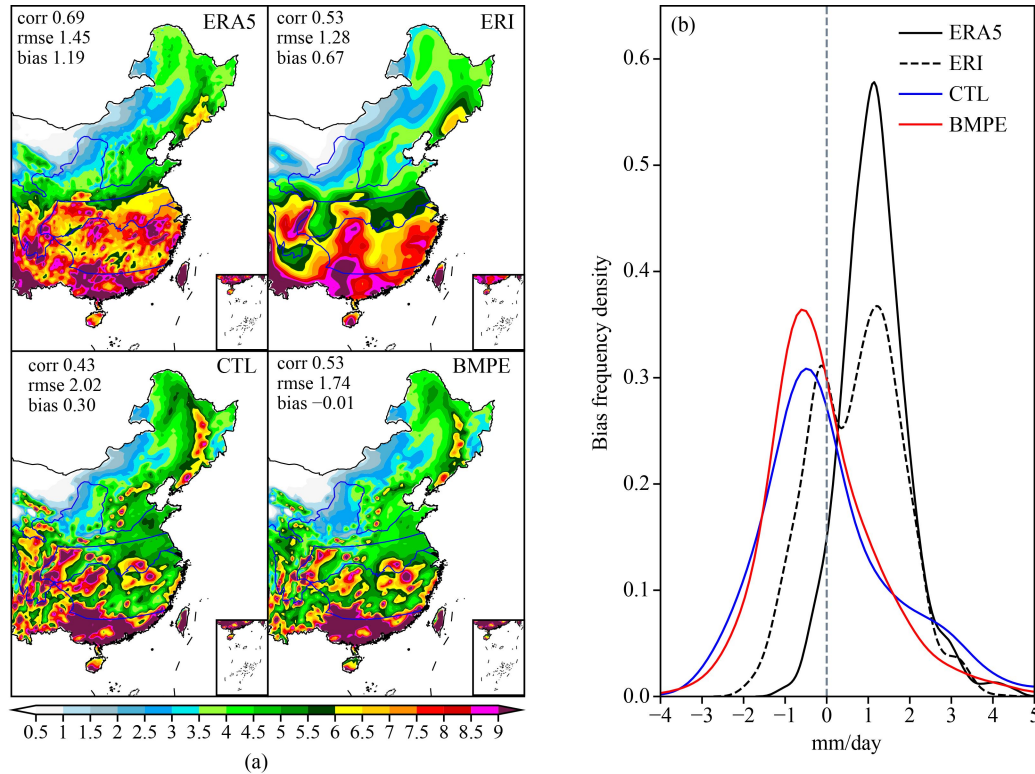 corr 0.69
rmse 1.45
bias 1.19
ERA5
corr 0.53
rmse 1.28
bias 0.67
ERI
corr 0.43
rmse 2.02
bias 0.30
CTL
corr 0.53
rmse 1.74
bias −0.01
BMPE
0.5 1 1.5 2 3 3.5 4 4.5 5 5.5 6 6.5 7 7.5 8 8.5 9
(a)
(b)
ERA5
ERI
CTL
BMPE
Bias frequency density
0.6
0.5
0.4
0.3
0.2
0.1
0.0
−4 −3 −2 −1 0 1 2 3 4 5
mm/day